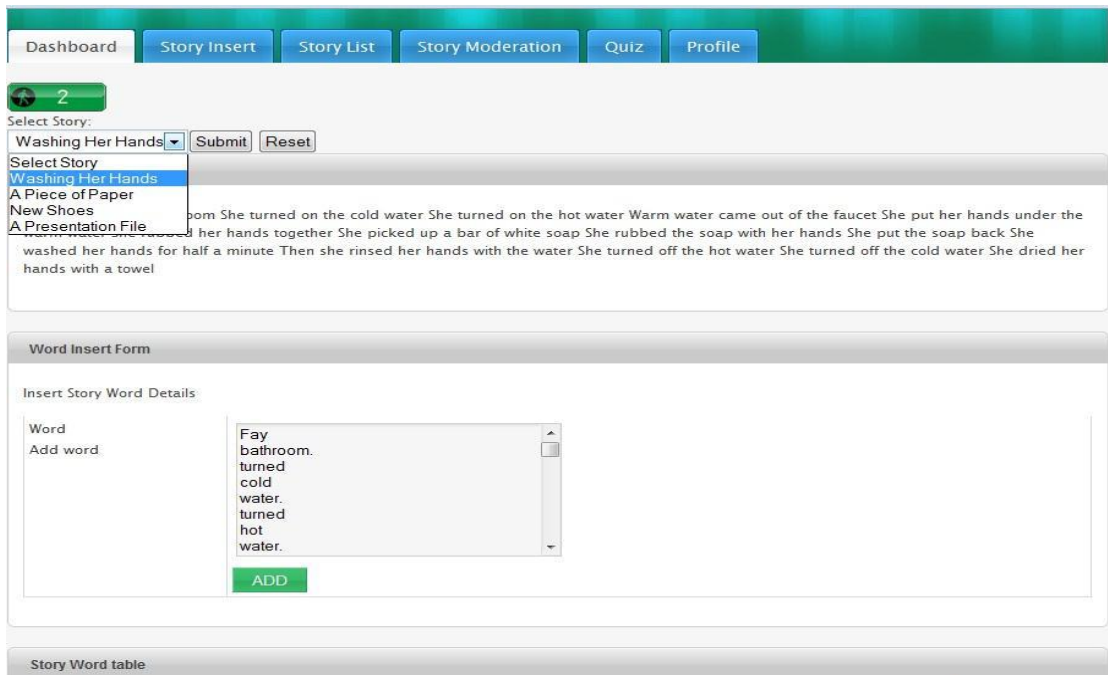 Dashboard Story Insert Story List Story Moderation Quiz Profile
2
Select Story:
Washing Her Hands Submit Reset
Select Story
Washing Her Hands
A Piece of Paper
New Shoes
A Presentation File
oom She turned on the cold water She turned on the hot water Warm water came out of the faucet She put her hands under the
warm water She rubbed her hands together She picked up a bar of white soap She rubbed the soap with her hands She put the soap back She
washed her hands for half a minute Then she rinsed her hands with the water She turned off the hot water She turned off the cold water She dried her
hands with a towel
Word Insert Form
Insert Story Word Details
Word
Add word
Fay
bathroom.
turned
cold
water.
turned
hot
water.
ADD
Story Word table